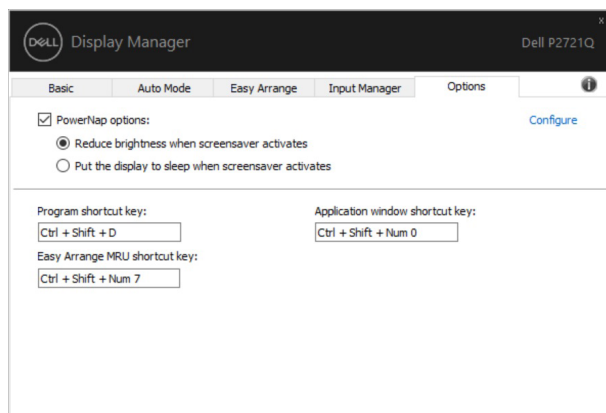 DELL Display Manager
Dell P2721Q
x
Basic Auto Mode Easy Arrange Input Manager Options i
PowerNap options: Configure
Reduce brightness when screensaver activates
Put the display to sleep when screensaver activates
Program shortcut key: Application window shortcut key:
Ctrl + Shift + D Ctrl + Shift + Num 0
Easy Arrange MRU shortcut key:
Ctrl + Shift + Num 7